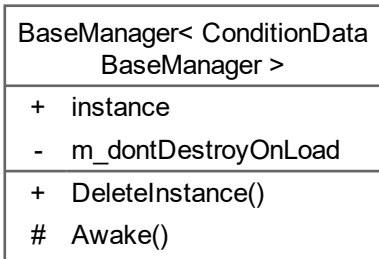 BaseManager< ConditionData
BaseManager >
+ instance
- m_dontDestroyOnLoad
+ DeleteInstance()
# Awake()